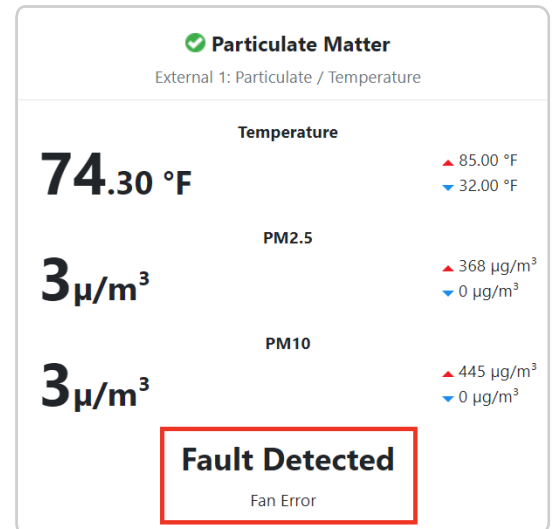 Particulate Matter
External 1: Particulate / Temperature
Temperature
74.30 °F
85.00 °F
32.00 °F
PM2.5
3µ/m³
368 µg/m³
0 µg/m³
PM10
3µ/m³
445 µg/m³
0 µg/m³
Fault Detected
Fan Error